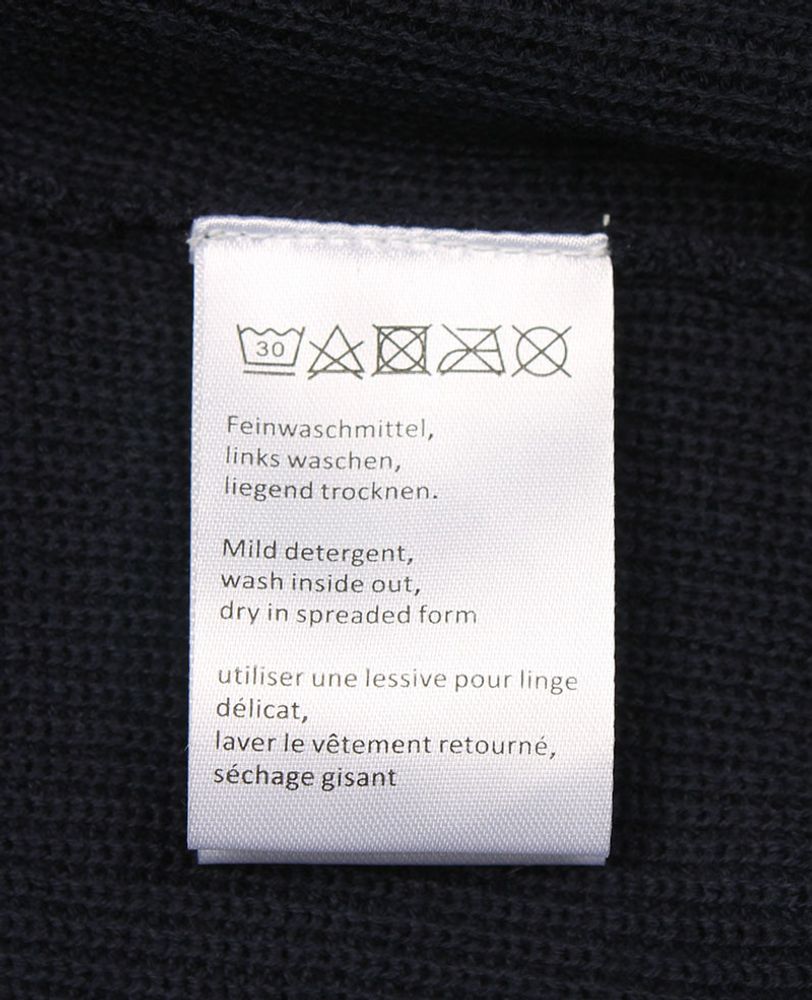 30
Feinwaschmittel,
links waschen,
liegend trocknen.
Mild detergent,
wash inside out,
dry in spreaded form
utiliser une lessive pour linge
délicat,
laver le vêtement retourné,
séchage gisant